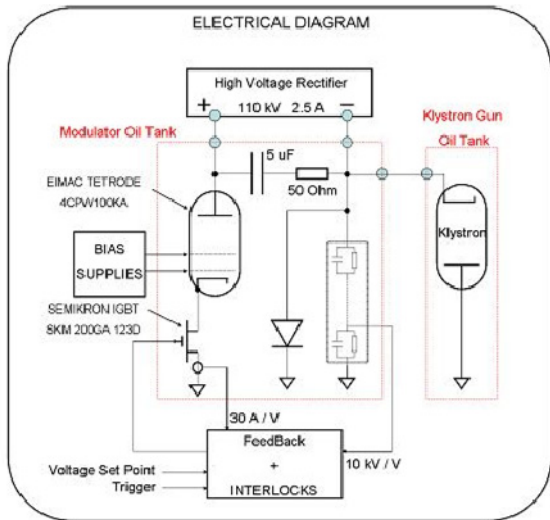 ELECTRICAL DIAGRAM
High Voltage Rectifier
+ 110 kV 2.5 A −
Modulator Oil Tank
Klystron Gun
Oil Tank
5 uF
50 Ohm
EIMAC TETRODE
4CPW100KA
Klystron
BIAS
SUPPLIES
SEMIKRON IGBT
SKM 200GA 123D
30 A / V
FeedBack
+
INTERLOCKS
10 kV / V
Voltage Set Point
Trigger